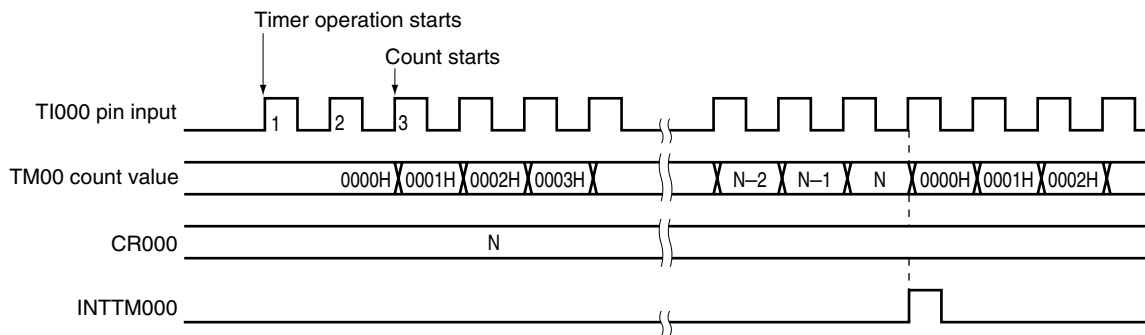 Timer operation starts
Count starts
TI000 pin input
1 2 3
TM00 count value
0000H 0001H 0002H 0003H N–2 N–1 N 0000H 0001H 0002H
CR000
N
INTTM000